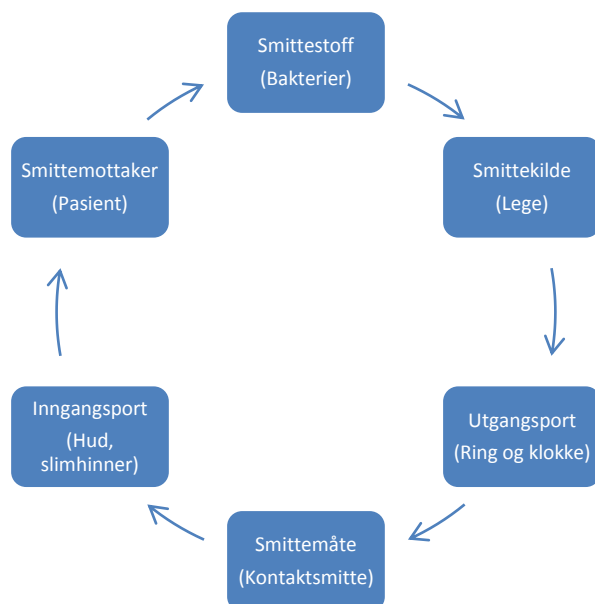 Smittestoff
(Bakterier)
Smittekilde
(Lege)
Utgangsport
(Ring og klokke)
Smittemåte
(Kontaktsmitte)
Inngangsport
(Hud,
slimhinner)
Smittemottaker
(Pasient)